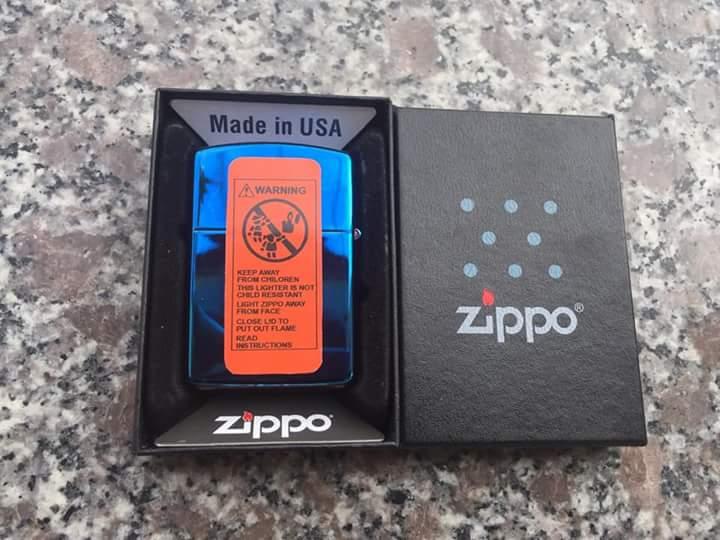 Made in USA
WARNING
KEEP AWAY
FROM CHILDREN
THIS LIGHTER IS NOT
CHILD RESISTANT
LIGHT ZIPPO AWAY
FROM FACE
CLOSE LID TO
PUT OUT FLAME
READ
INSTRUCTIONS
zippo
zippo®